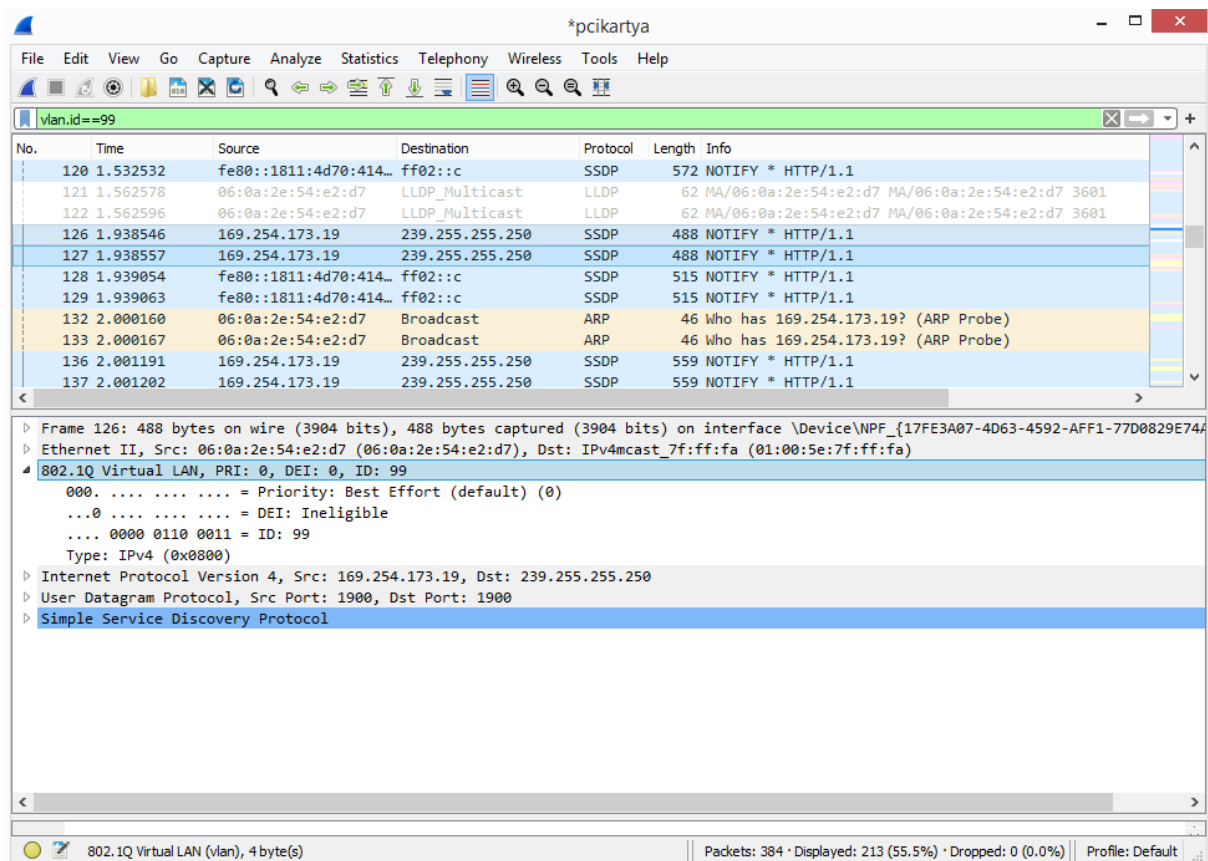 *pcikartya
File Edit View Go Capture Analyze Statistics Telephony Wireless Tools Help
vlan.id==99
No. Time Source Destination Protocol Length Info
120 1.532532 fe80::1811:4d70:414… ff02::c SSDP 572 NOTIFY * HTTP/1.1
121 1.562578 06:0a:2e:54:e2:d7 LLDP_Multicast LLDP 62 MA/06:0a:2e:54:e2:d7 MA/06:0a:2e:54:e2:d7 3601
122 1.562596 06:0a:2e:54:e2:d7 LLDP_Multicast LLDP 62 MA/06:0a:2e:54:e2:d7 MA/06:0a:2e:54:e2:d7 3601
126 1.938546 169.254.173.19 239.255.255.250 SSDP 488 NOTIFY * HTTP/1.1
127 1.938557 169.254.173.19 239.255.255.250 SSDP 488 NOTIFY * HTTP/1.1
128 1.939054 fe80::1811:4d70:414… ff02::c SSDP 515 NOTIFY * HTTP/1.1
129 1.939063 fe80::1811:4d70:414… ff02::c SSDP 515 NOTIFY * HTTP/1.1
132 2.000160 06:0a:2e:54:e2:d7 Broadcast ARP 46 Who has 169.254.173.19? (ARP Probe)
133 2.000167 06:0a:2e:54:e2:d7 Broadcast ARP 46 Who has 169.254.173.19? (ARP Probe)
136 2.001191 169.254.173.19 239.255.255.250 SSDP 559 NOTIFY * HTTP/1.1
137 2.001202 169.254.173.19 239.255.255.250 SSDP 559 NOTIFY * HTTP/1.1
Frame 126: 488 bytes on wire (3904 bits), 488 bytes captured (3904 bits) on interface \Device\NPF_{17FE3A07-4D63-4592-AFF1-77D0829E74A
Ethernet II, Src: 06:0a:2e:54:e2:d7 (06:0a:2e:54:e2:d7), Dst: IPv4mcast_7f:ff:fa (01:00:5e:7f:ff:fa)
802.1Q Virtual LAN, PRI: 0, DEI: 0, ID: 99
000. .... .... .... = Priority: Best Effort (default) (0)
...0 .... .... .... = DEI: Ineligible
.... 0000 0110 0011 = ID: 99
Type: IPv4 (0x0800)
Internet Protocol Version 4, Src: 169.254.173.19, Dst: 239.255.255.250
User Datagram Protocol, Src Port: 1900, Dst Port: 1900
Simple Service Discovery Protocol
802.1Q Virtual LAN (vlan), 4 byte(s) Packets: 384 · Displayed: 213 (55.5%) · Dropped: 0 (0.0%) Profile: Default